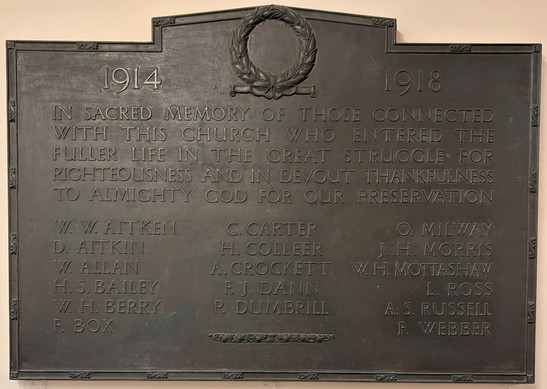 1914 1918
IN SACRED MEMORY OF THOSE CONNECTED
WITH THIS CHURCH WHO ENTERED THE
FULLER LIFE IN THE GREAT STRUGGLE FOR
RIGHTEOUSNESS AND IN DEVOUT THANKFULNESS
TO ALMIGHTY GOD FOR OUR PRESERVATION
W. W. AITKEN C. CARTER O. MILWAY
D. AITKIN H. COLLEER J. H. MORRIS
W. ALLAN A. CROCKETT W. H. MOTTASHAW
H. S. BAILEY F. J. DANN L. ROSS
W. H. BERRY P. DUMBRILL A. S. RUSSELL
F. BOX F. WEBBER